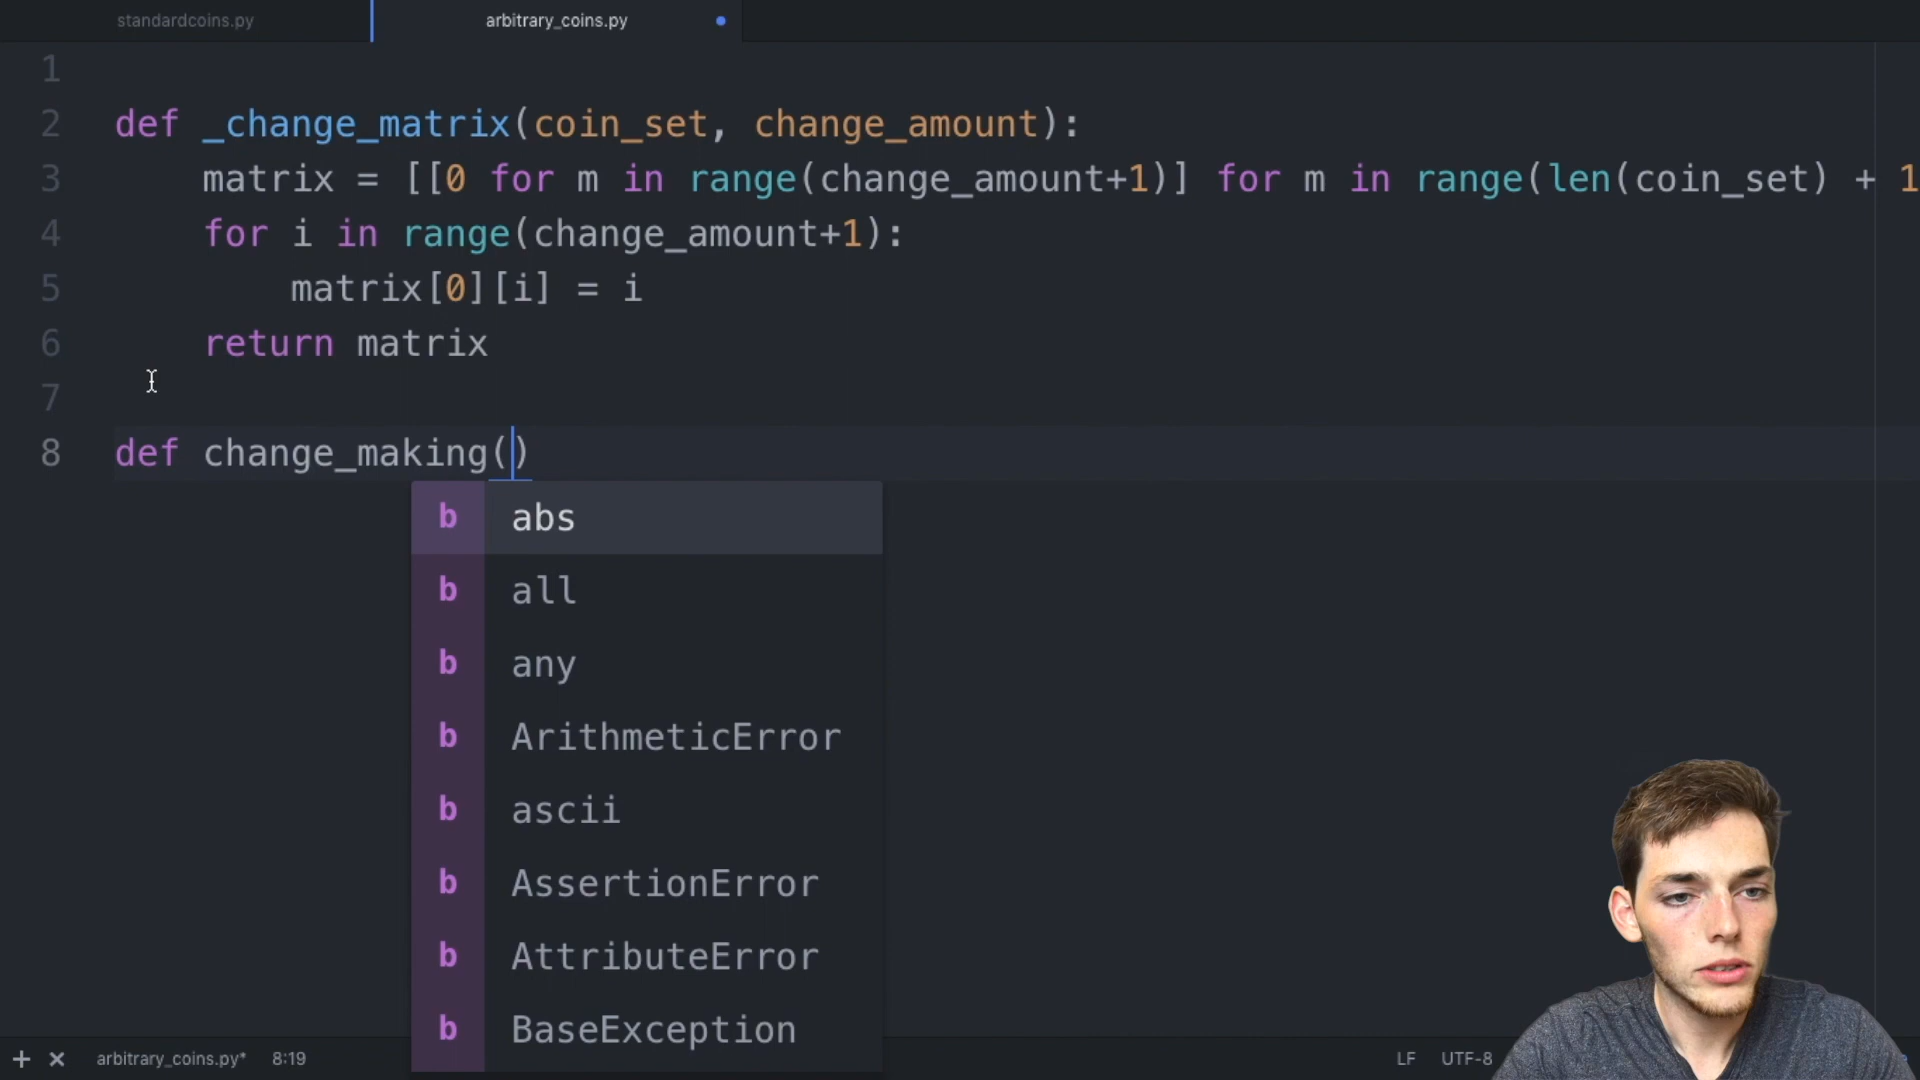 standardcoins.py
arbitrary_coins.py
1
2 def _change_matrix(coin_set, change_amount):
3 matrix = [[0 for m in range(change_amount+1)] for m in range(len(coin_set) + 1
4 for i in range(change_amount+1):
5 matrix[0][i] = i
6 return matrix
7
8 def change_making()
b abs
b all
b any
b ArithmeticError
b ascii
b AssertionError
b AttributeError
b BaseException
+ × arbitrary_coins.py* 8:19 LF UTF-8